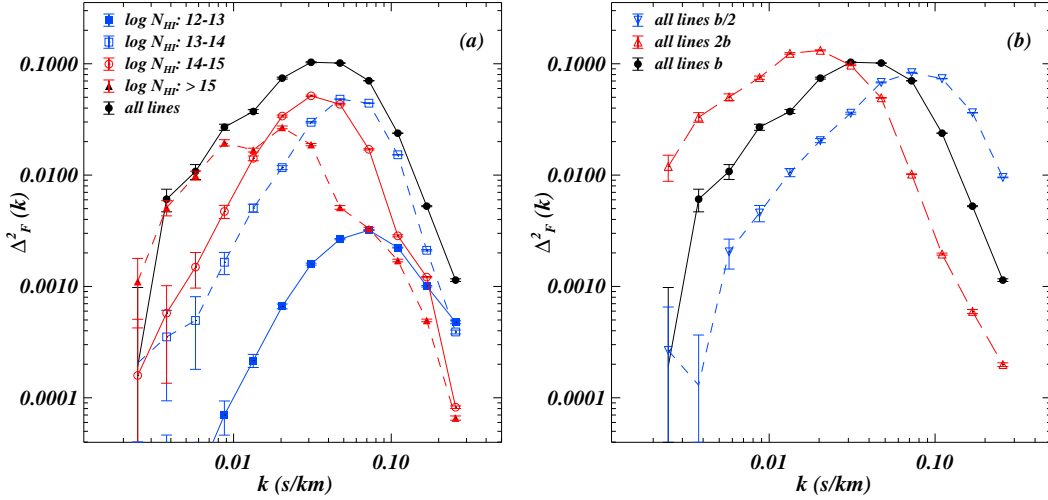 log N_HI: 12-13
log N_HI: 13-14
log N_HI: 14-15
log N_HI: > 15
all lines
(a)
0.1000
0.0100
0.0010
0.0001
Δ²_F (k)
0.01
0.10
k (s/km)
all lines b/2
all lines 2b
all lines b
(b)
0.1000
0.0100
0.0010
0.0001
Δ²_F (k)
0.01
0.10
k (s/km)